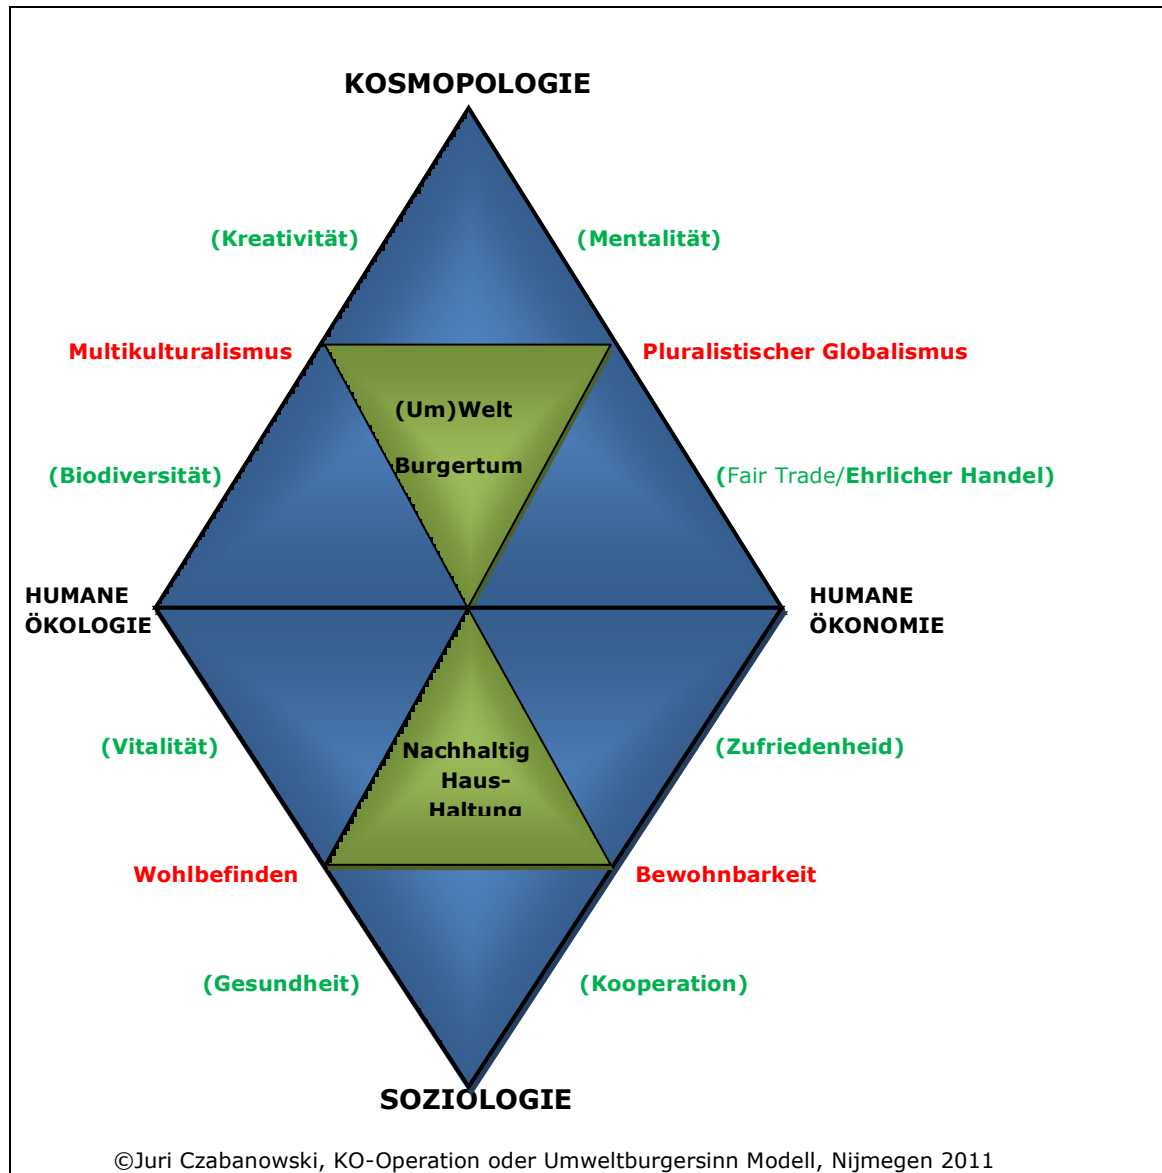 KOSMOPOLOGIE
(Kreativität)
(Mentalität)
Multikulturalismus
Pluralistischer Globalismus
(Um)Welt
Burgertum
(Biodiversität)
(Fair Trade/Ehrlicher Handel)
HUMANE
ÖKOLOGIE
HUMANE
ÖKONOMIE
(Vitalität)
(Zufriedenheid)
Nachhaltig
Haus-
Haltung
Wohlbefinden
Bewohnbarkeit
(Gesundheit)
(Kooperation)
SOZIOLOGIE
©Juri Czabanowski, KO-Operation oder Umweltburgersinn Modell, Nijmegen 2011